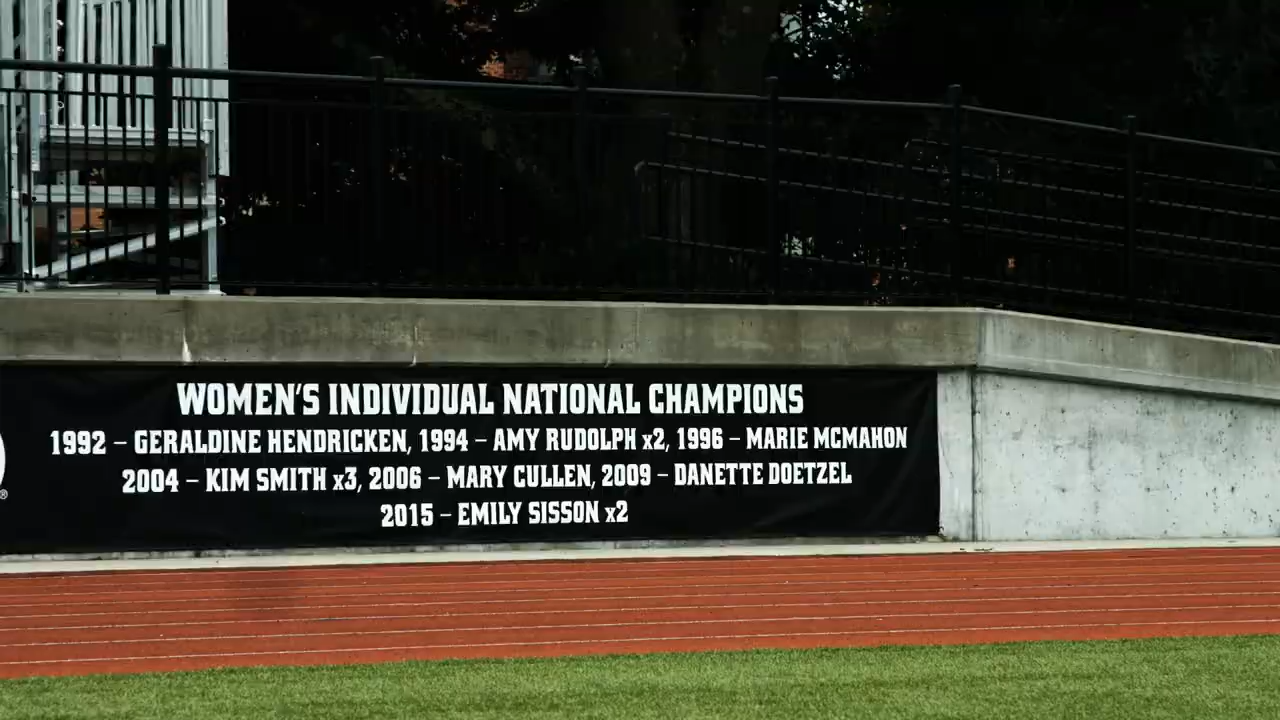 WOMEN'S INDIVIDUAL NATIONAL CHAMPIONS
1992 – GERALDINE HENDRICKEN, 1994 – AMY RUDOLPH x2, 1996 – MARIE MCMAHON
2004 – KIM SMITH x3, 2006 – MARY CULLEN, 2009 – DANETTE DOETZEL
2015 – EMILY SISSON x2
®